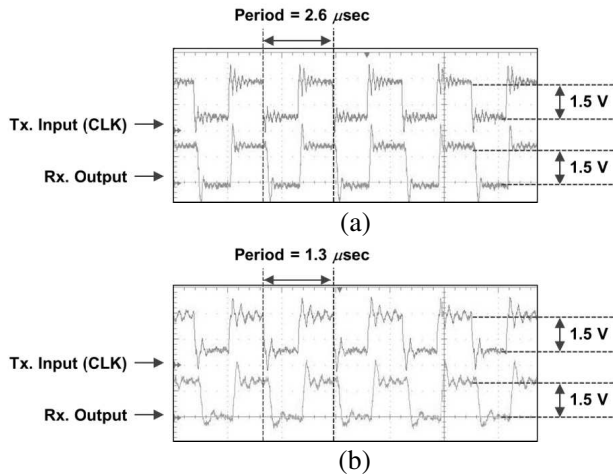 Period = 2.6 μsec
Tx. Input (CLK)
1.5 V
Rx. Output
1.5 V
(a)
Period = 1.3 μsec
Tx. Input (CLK)
1.5 V
Rx. Output
1.5 V
(b)